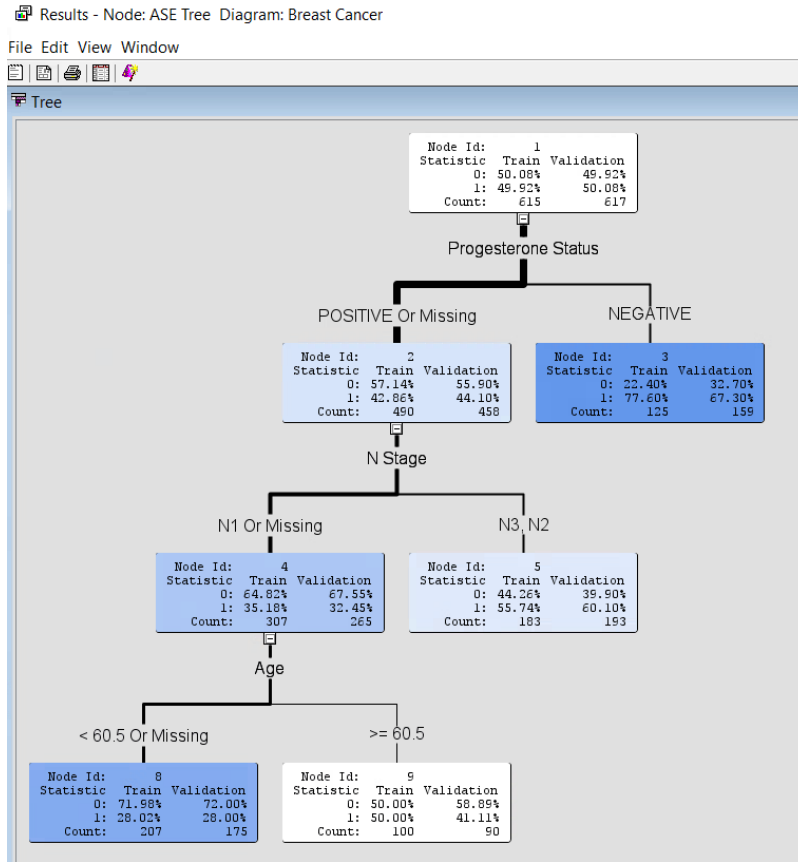 Results - Node: ASE Tree Diagram: Breast Cancer
File Edit View Window
Tree
Node Id: 1
Statistic Train Validation
0: 50.08% 49.92%
1: 49.92% 50.08%
Count: 615 617
Progesterone Status
POSITIVE Or Missing
NEGATIVE
Node Id: 2
Statistic Train Validation
0: 57.14% 55.90%
1: 42.86% 44.10%
Count: 490 458
Node Id: 3
Statistic Train Validation
0: 22.40% 32.70%
1: 77.60% 67.30%
Count: 125 159
N Stage
N1 Or Missing
N3, N2
Node Id: 4
Statistic Train Validation
0: 64.82% 67.55%
1: 35.18% 32.45%
Count: 307 265
Node Id: 5
Statistic Train Validation
0: 44.26% 39.90%
1: 55.74% 60.10%
Count: 183 193
Age
< 60.5 Or Missing
>= 60.5
Node Id: 8
Statistic Train Validation
0: 71.98% 72.00%
1: 28.02% 28.00%
Count: 207 175
Node Id: 9
Statistic Train Validation
0: 50.00% 58.89%
1: 50.00% 41.11%
Count: 100 90